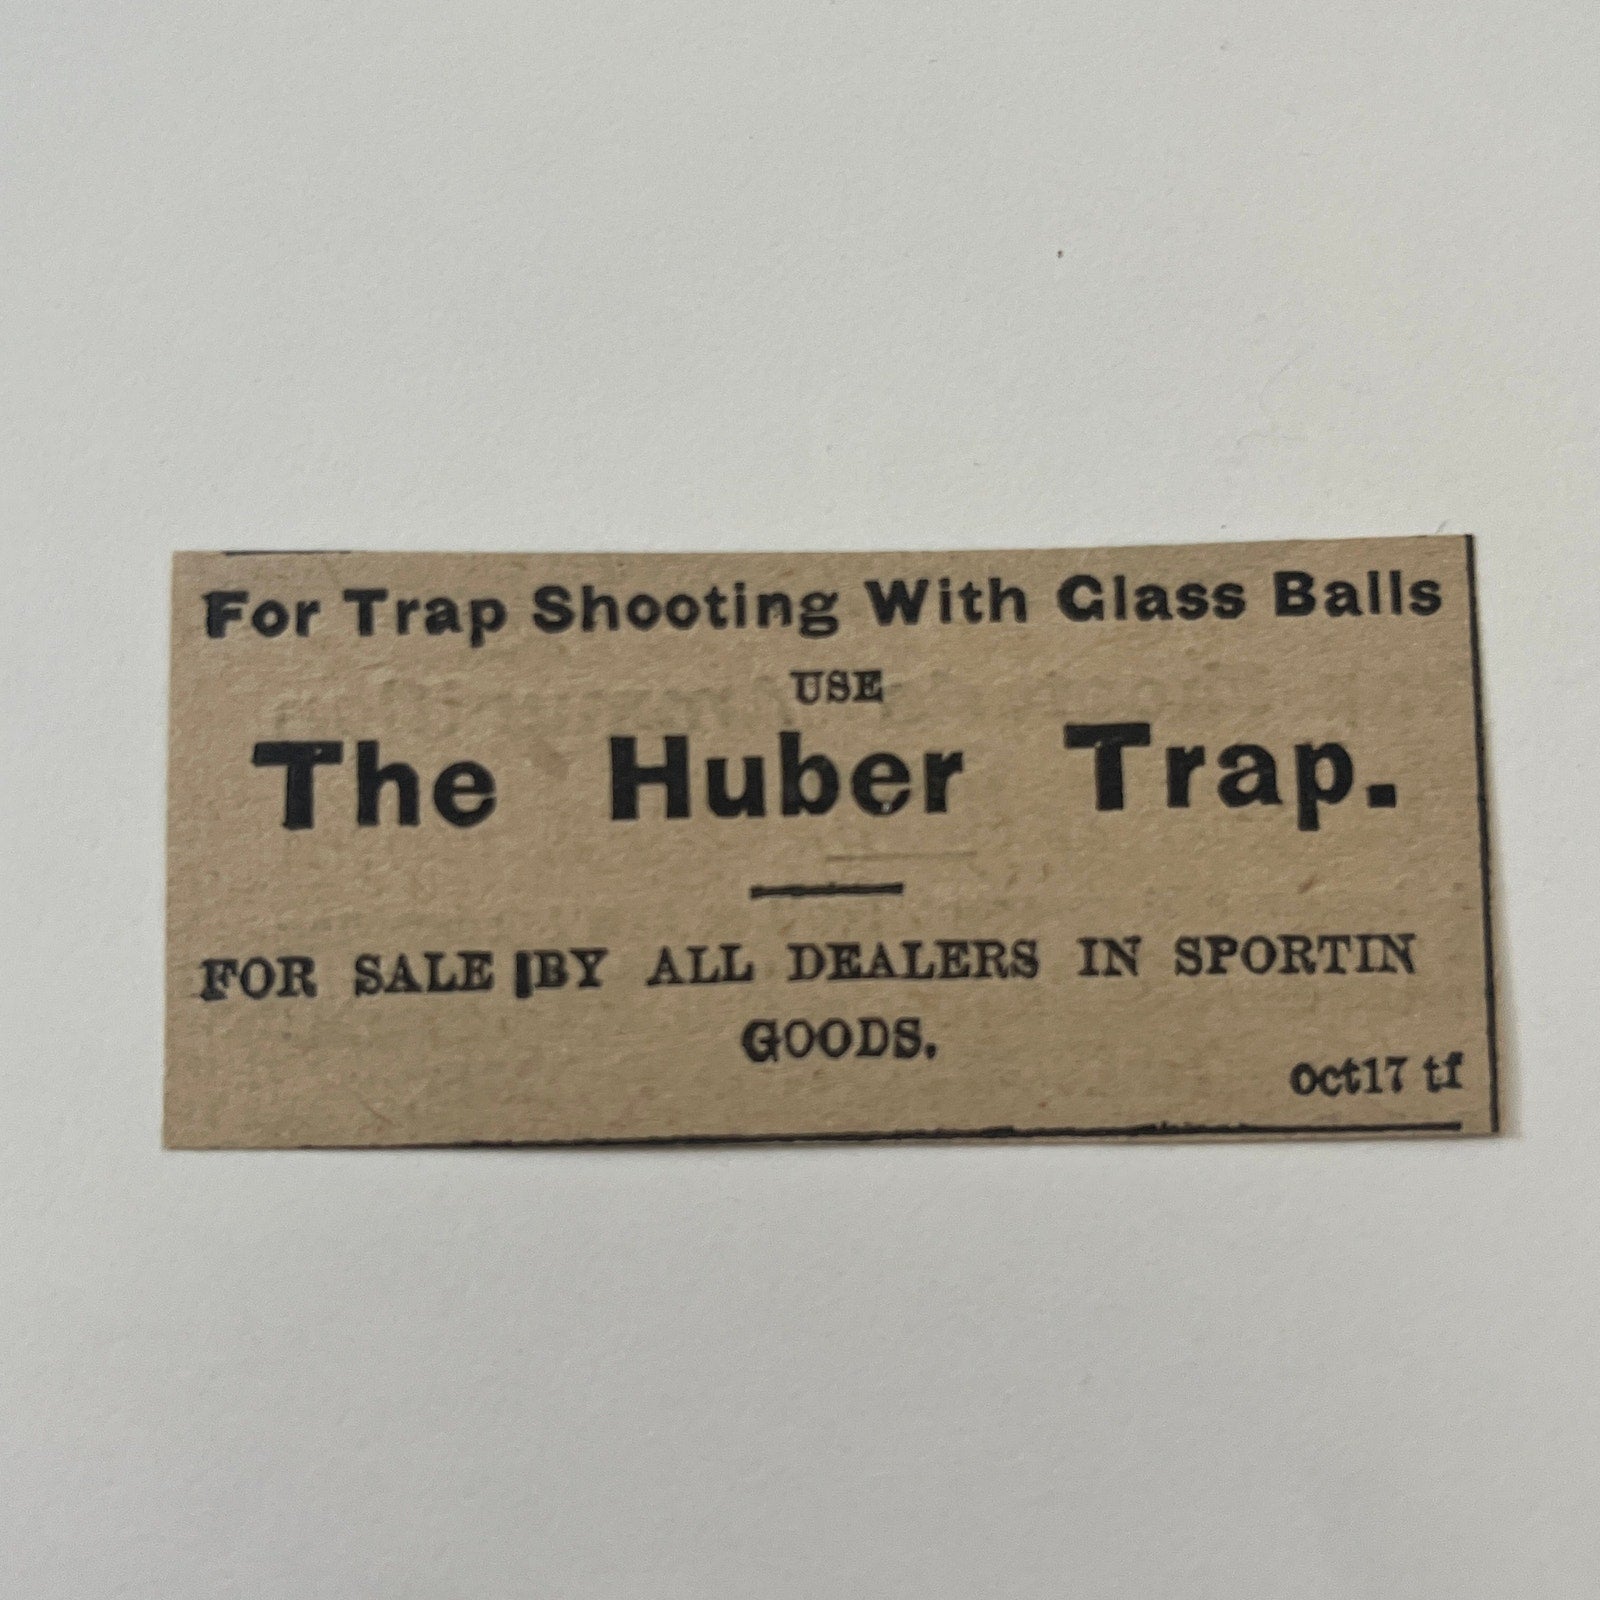 For Trap Shooting With Glass Balls
USE
The Huber Trap.
FOR SALE BY ALL DEALERS IN SPORTIN
GOODS.
oct17 tf